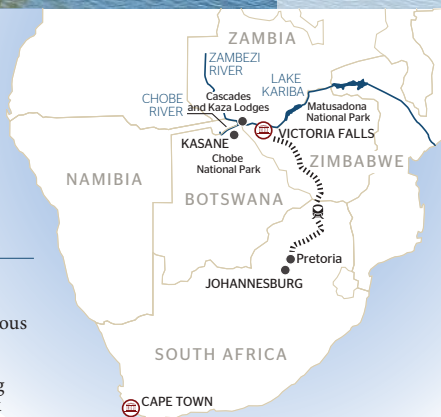 ZAMBIA
ZAMBEZI
RIVER
LAKE
KARIBA
Cascades
and Kaza Lodges
CHOBE
RIVER
Matusadona
National Park
VICTORIA FALLS
KASANE
Chobe
National Park
ZIMBABWE
NAMIBIA
BOTSWANA
Pretoria
JOHANNESBURG
ous
SOUTH AFRICA
g
CAPE TOWN